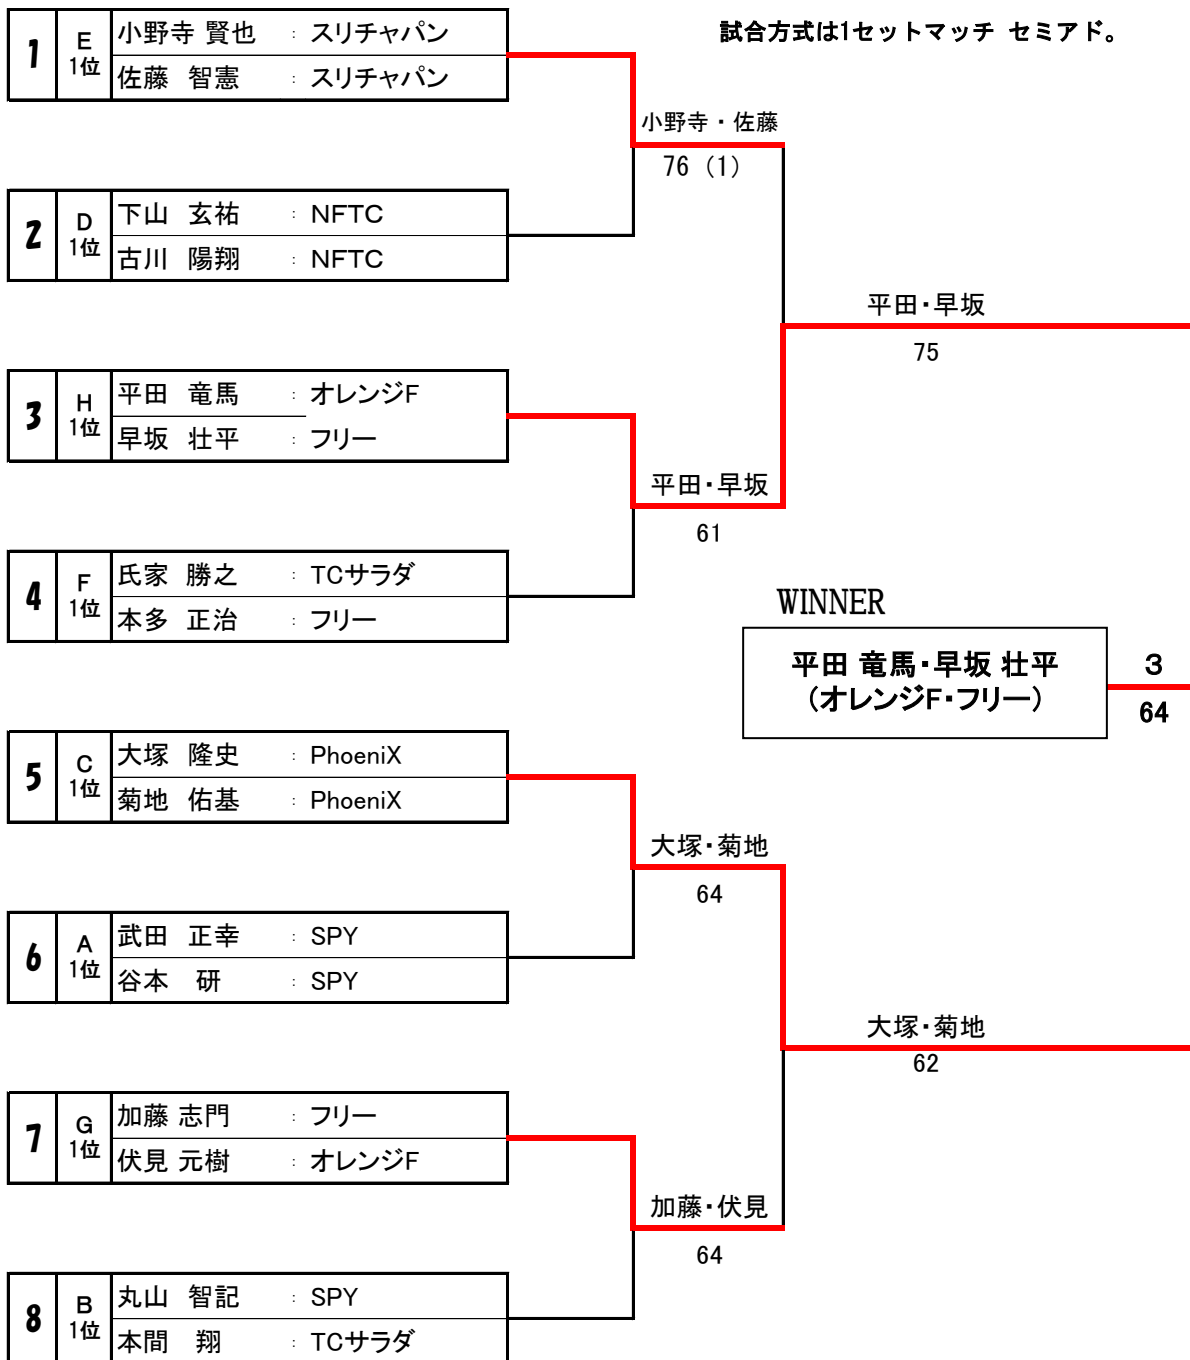 試合方式は1セットマッチ セミアド。
1 E 1位 小野寺 賢也 : スリチャパン
佐藤 智憲 : スリチャパン
小野寺・佐藤
76 (1)
2 D 1位 下山 玄祐 : NFTC
古川 陽翔 : NFTC
平田・早坂
75
3 H 1位 平田 竜馬 : オレンジF
早坂 壮平 : フリー
平田・早坂
61
4 F 1位 氏家 勝之 : TCサラダ
本多 正治 : フリー
WINNER
平田 竜馬・早坂 壮平
(オレンジF・フリー)
3
64
5 C 1位 大塚 隆史 : PhoeniX
菊地 佑基 : PhoeniX
大塚・菊地
64
6 A 1位 武田 正幸 : SPY
谷本 研 : SPY
大塚・菊地
62
7 G 1位 加藤 志門 : フリー
伏見 元樹 : オレンジF
加藤・伏見
64
8 B 1位 丸山 智記 : SPY
本間 翔 : TCサラダ